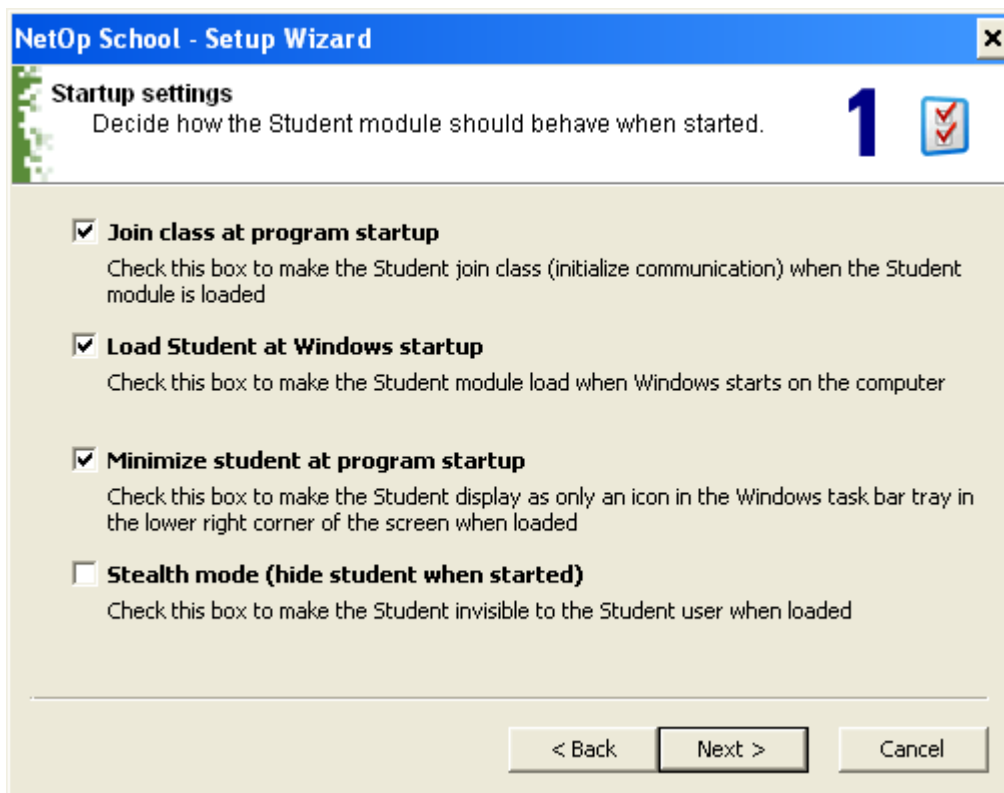 NetOp School - Setup Wizard
Startup settings
Decide how the Student module should behave when started.
1
Join class at program startup
Check this box to make the Student join class (initialize communication) when the Student
module is loaded
Load Student at Windows startup
Check this box to make the Student module load when Windows starts on the computer
Minimize student at program startup
Check this box to make the Student display as only an icon in the Windows task bar tray in
the lower right corner of the screen when loaded
Stealth mode (hide student when started)
Check this box to make the Student invisible to the Student user when loaded
< Back Next > Cancel